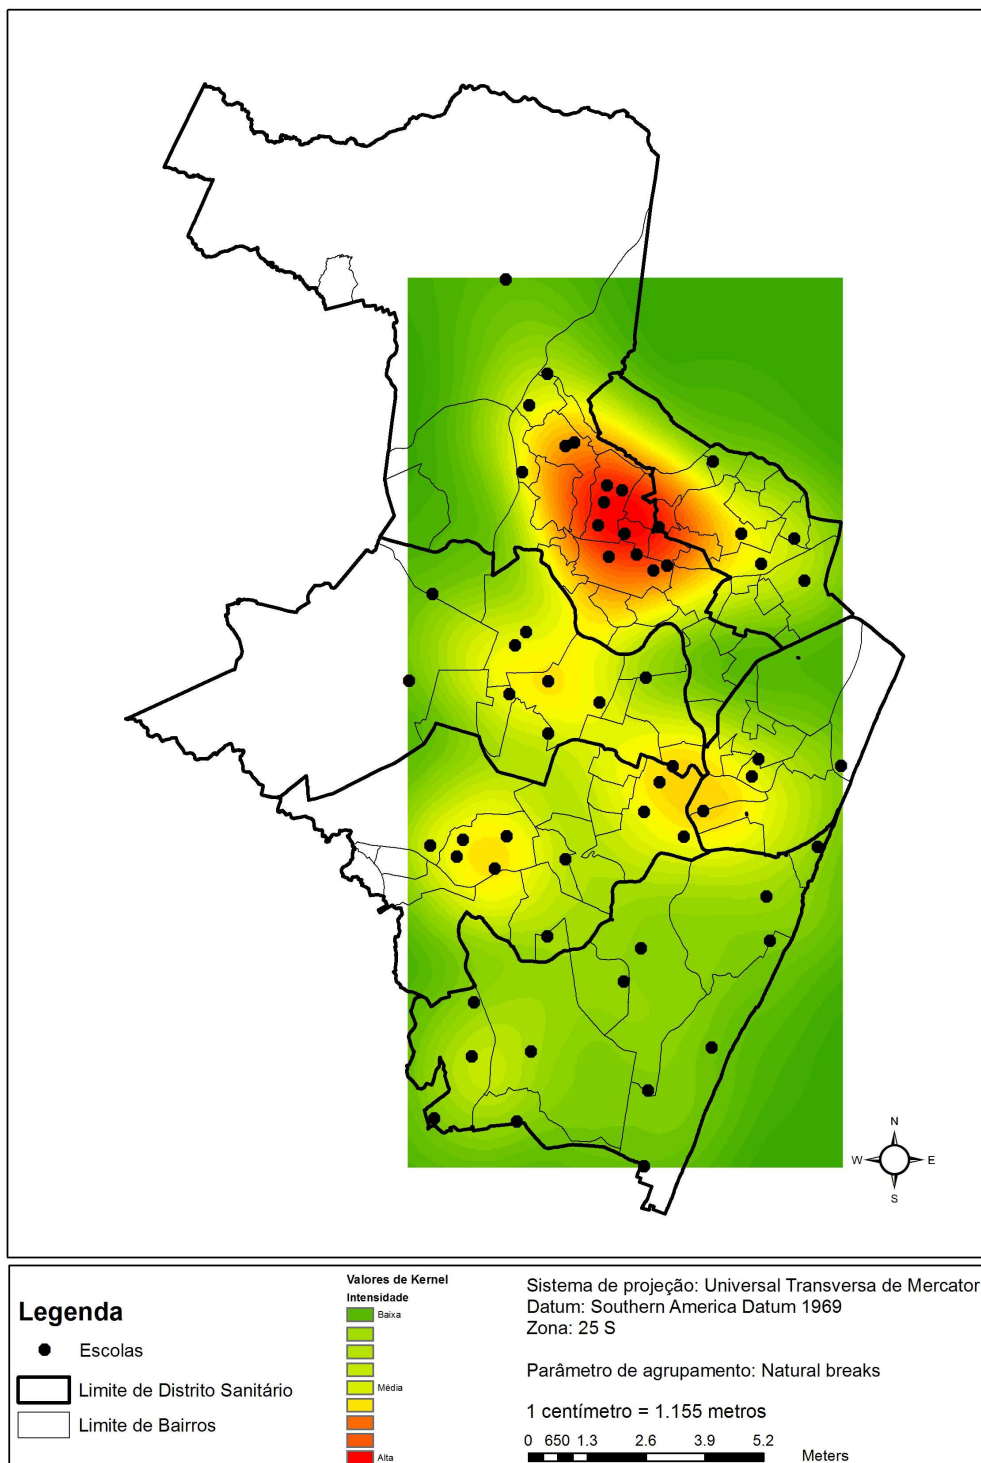 N
W E
S
Legenda
Escolas
Limite de Distrito Sanitário
Limite de Bairros
Valores de Kernel
Intensidade
Baixa
Média
Alta
Sistema de projeção: Universal Transversa de Mercator
Datum: Southern America Datum 1969
Zona: 25 S
Parâmetro de agrupamento: Natural breaks
1 centímetro = 1.155 metros
0 650 1.3 2.6 3.9 5.2
Meters